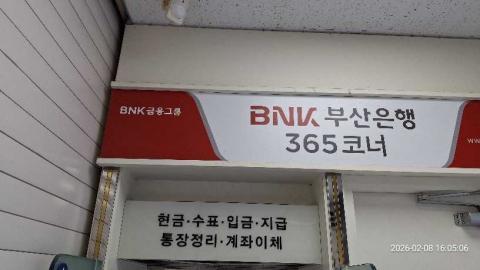 BNK금융그룹
BNK 부산은행
365코너
현금·수표·입금·지급
통장정리·계좌이체
2026-02-08 16:05:06